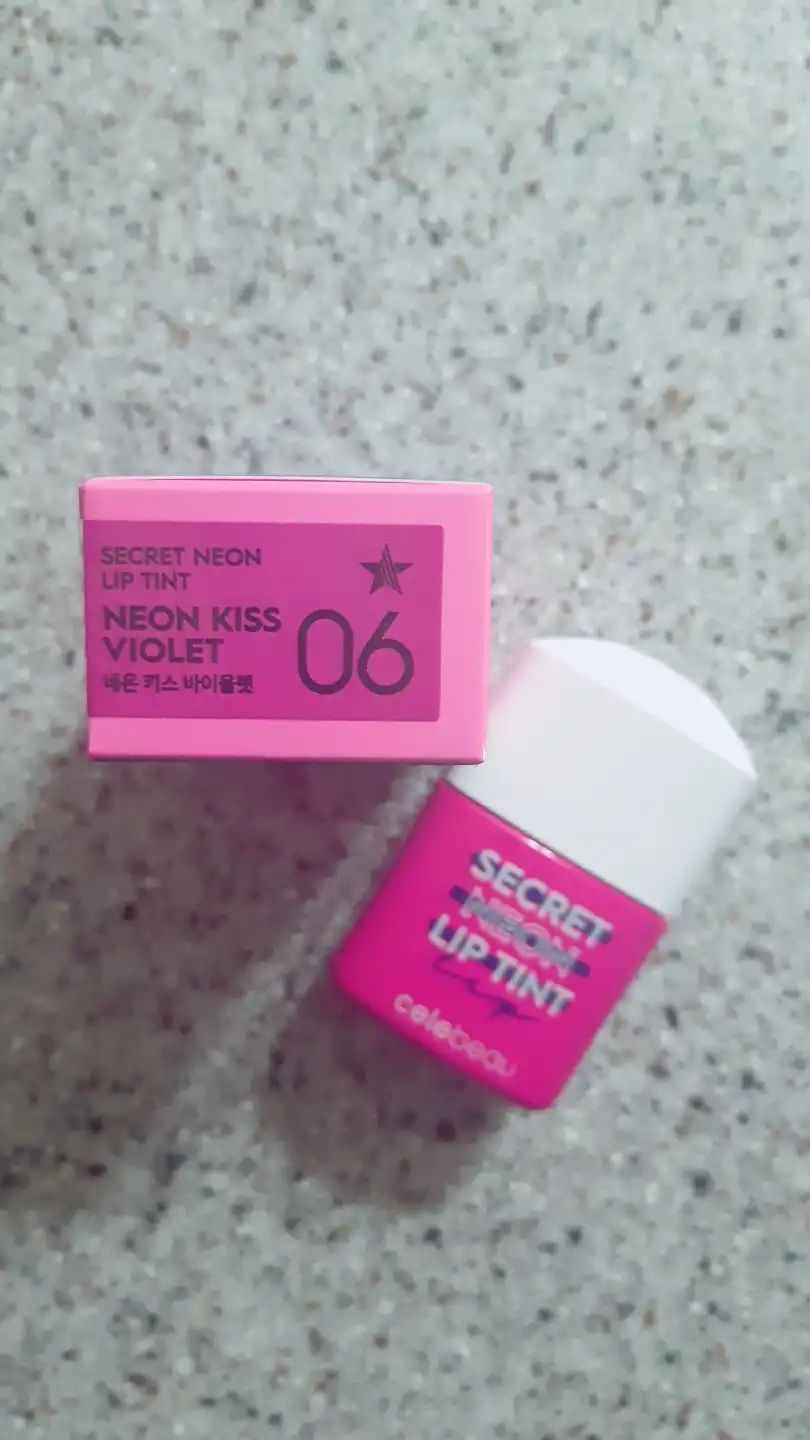 SECRET NEON
LIP TINT
NEON KISS
VIOLET
네온 키스 바이올렛
06
SECRET
NEON
LIP TINT
lip
celebeau